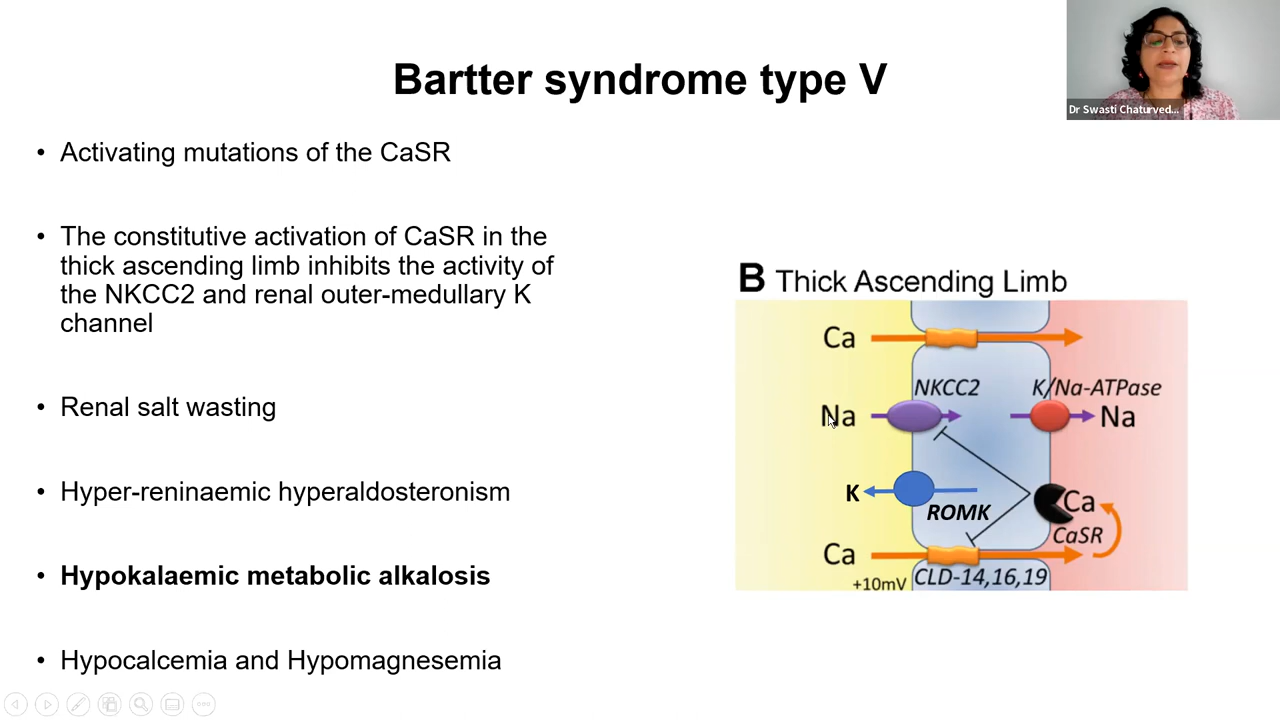 Bartter syndrome type V
Dr Swasti Chaturved...
• Activating mutations of the CaSR
• The constitutive activation of CaSR in the
thick ascending limb inhibits the activity of
the NKCC2 and renal outer-medullary K
channel
• Renal salt wasting
• Hyper-reninaemic hyperaldosteronism
• Hypokalaemic metabolic alkalosis
• Hypocalcemia and Hypomagnesemia
B Thick Ascending Limb
Ca
NKCC2 K/Na-ATPase
Na Na
K
ROMK
Ca
CaSR
Ca
+10mV CLD-14,16,19